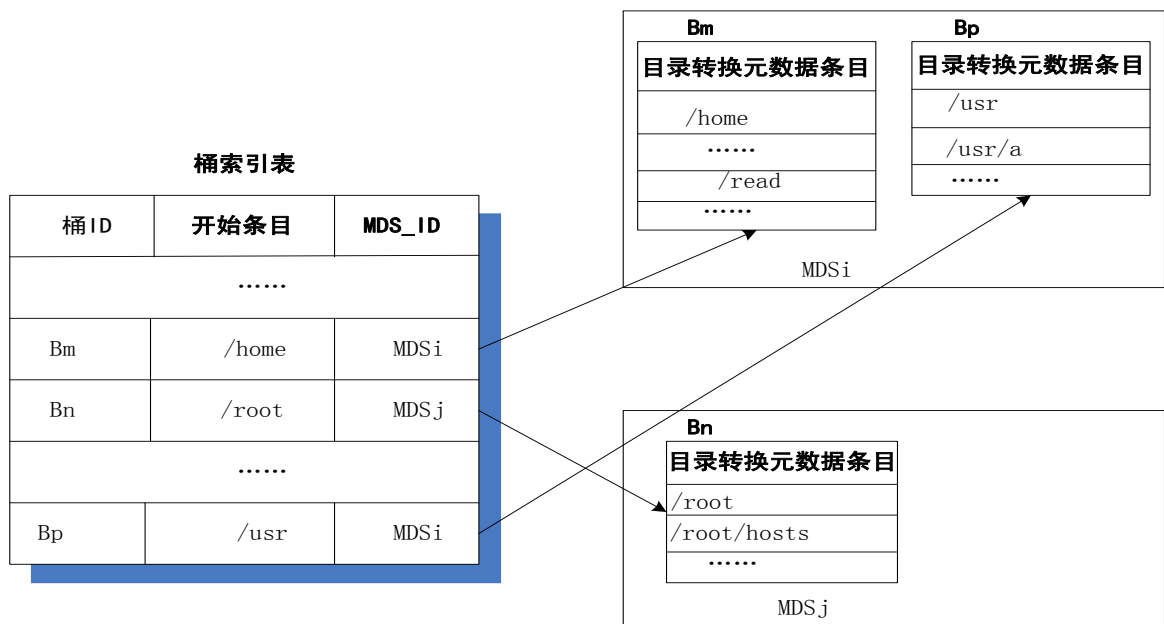 桶索引表
桶ID 开始条目 MDS_ID
……
Bm /home MDSi
Bn /root MDSj
……
Bp /usr MDSi
Bm
目录转换元数据条目
/home
……
/read
……
Bp
目录转换元数据条目
/usr
/usr/a
……
MDSi
Bn
目录转换元数据条目
/root
/root/hosts
……
MDSj